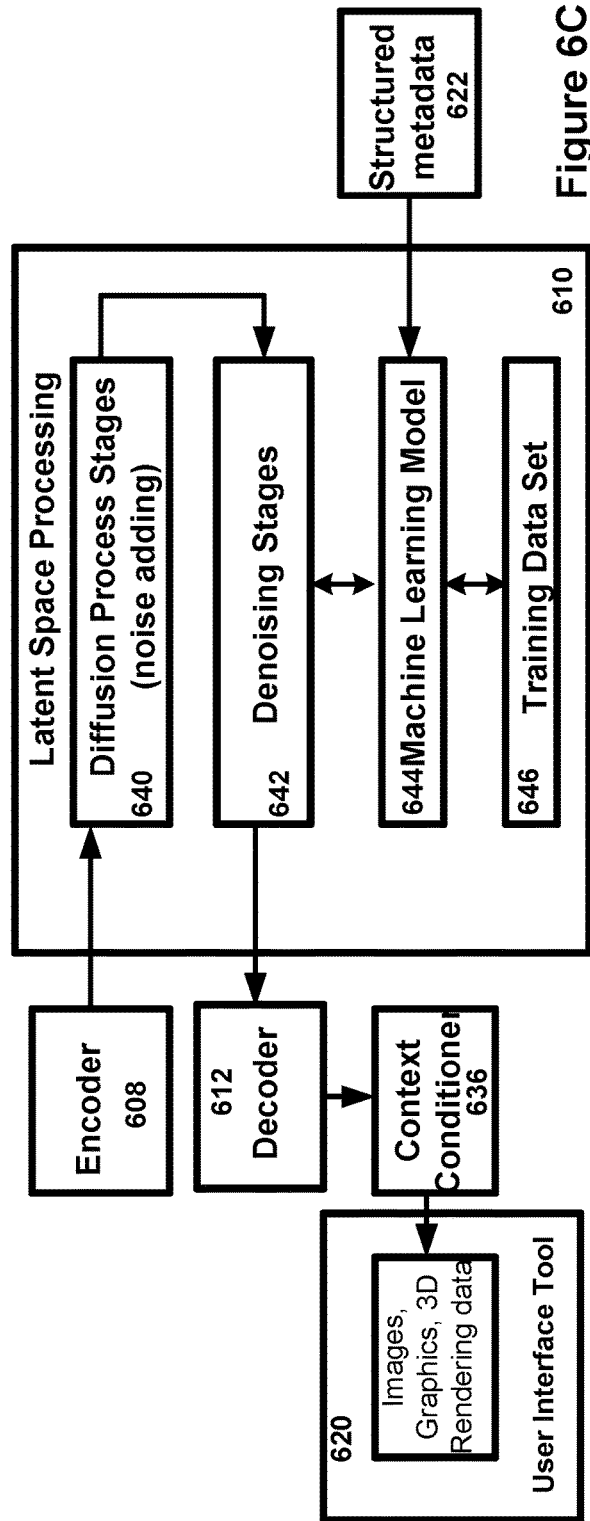 Encoder
608
Latent Space Processing
Diffusion Process Stages
(noise adding)
640
612
Decoder
Denoising Stages
642
Context
Conditioner
636
644Machine Learning Model
Structured
metadata
622
646
Training Data Set
610
620
Images,
Graphics, 3D
Rendering data
User Interface Tool
Figure 6C